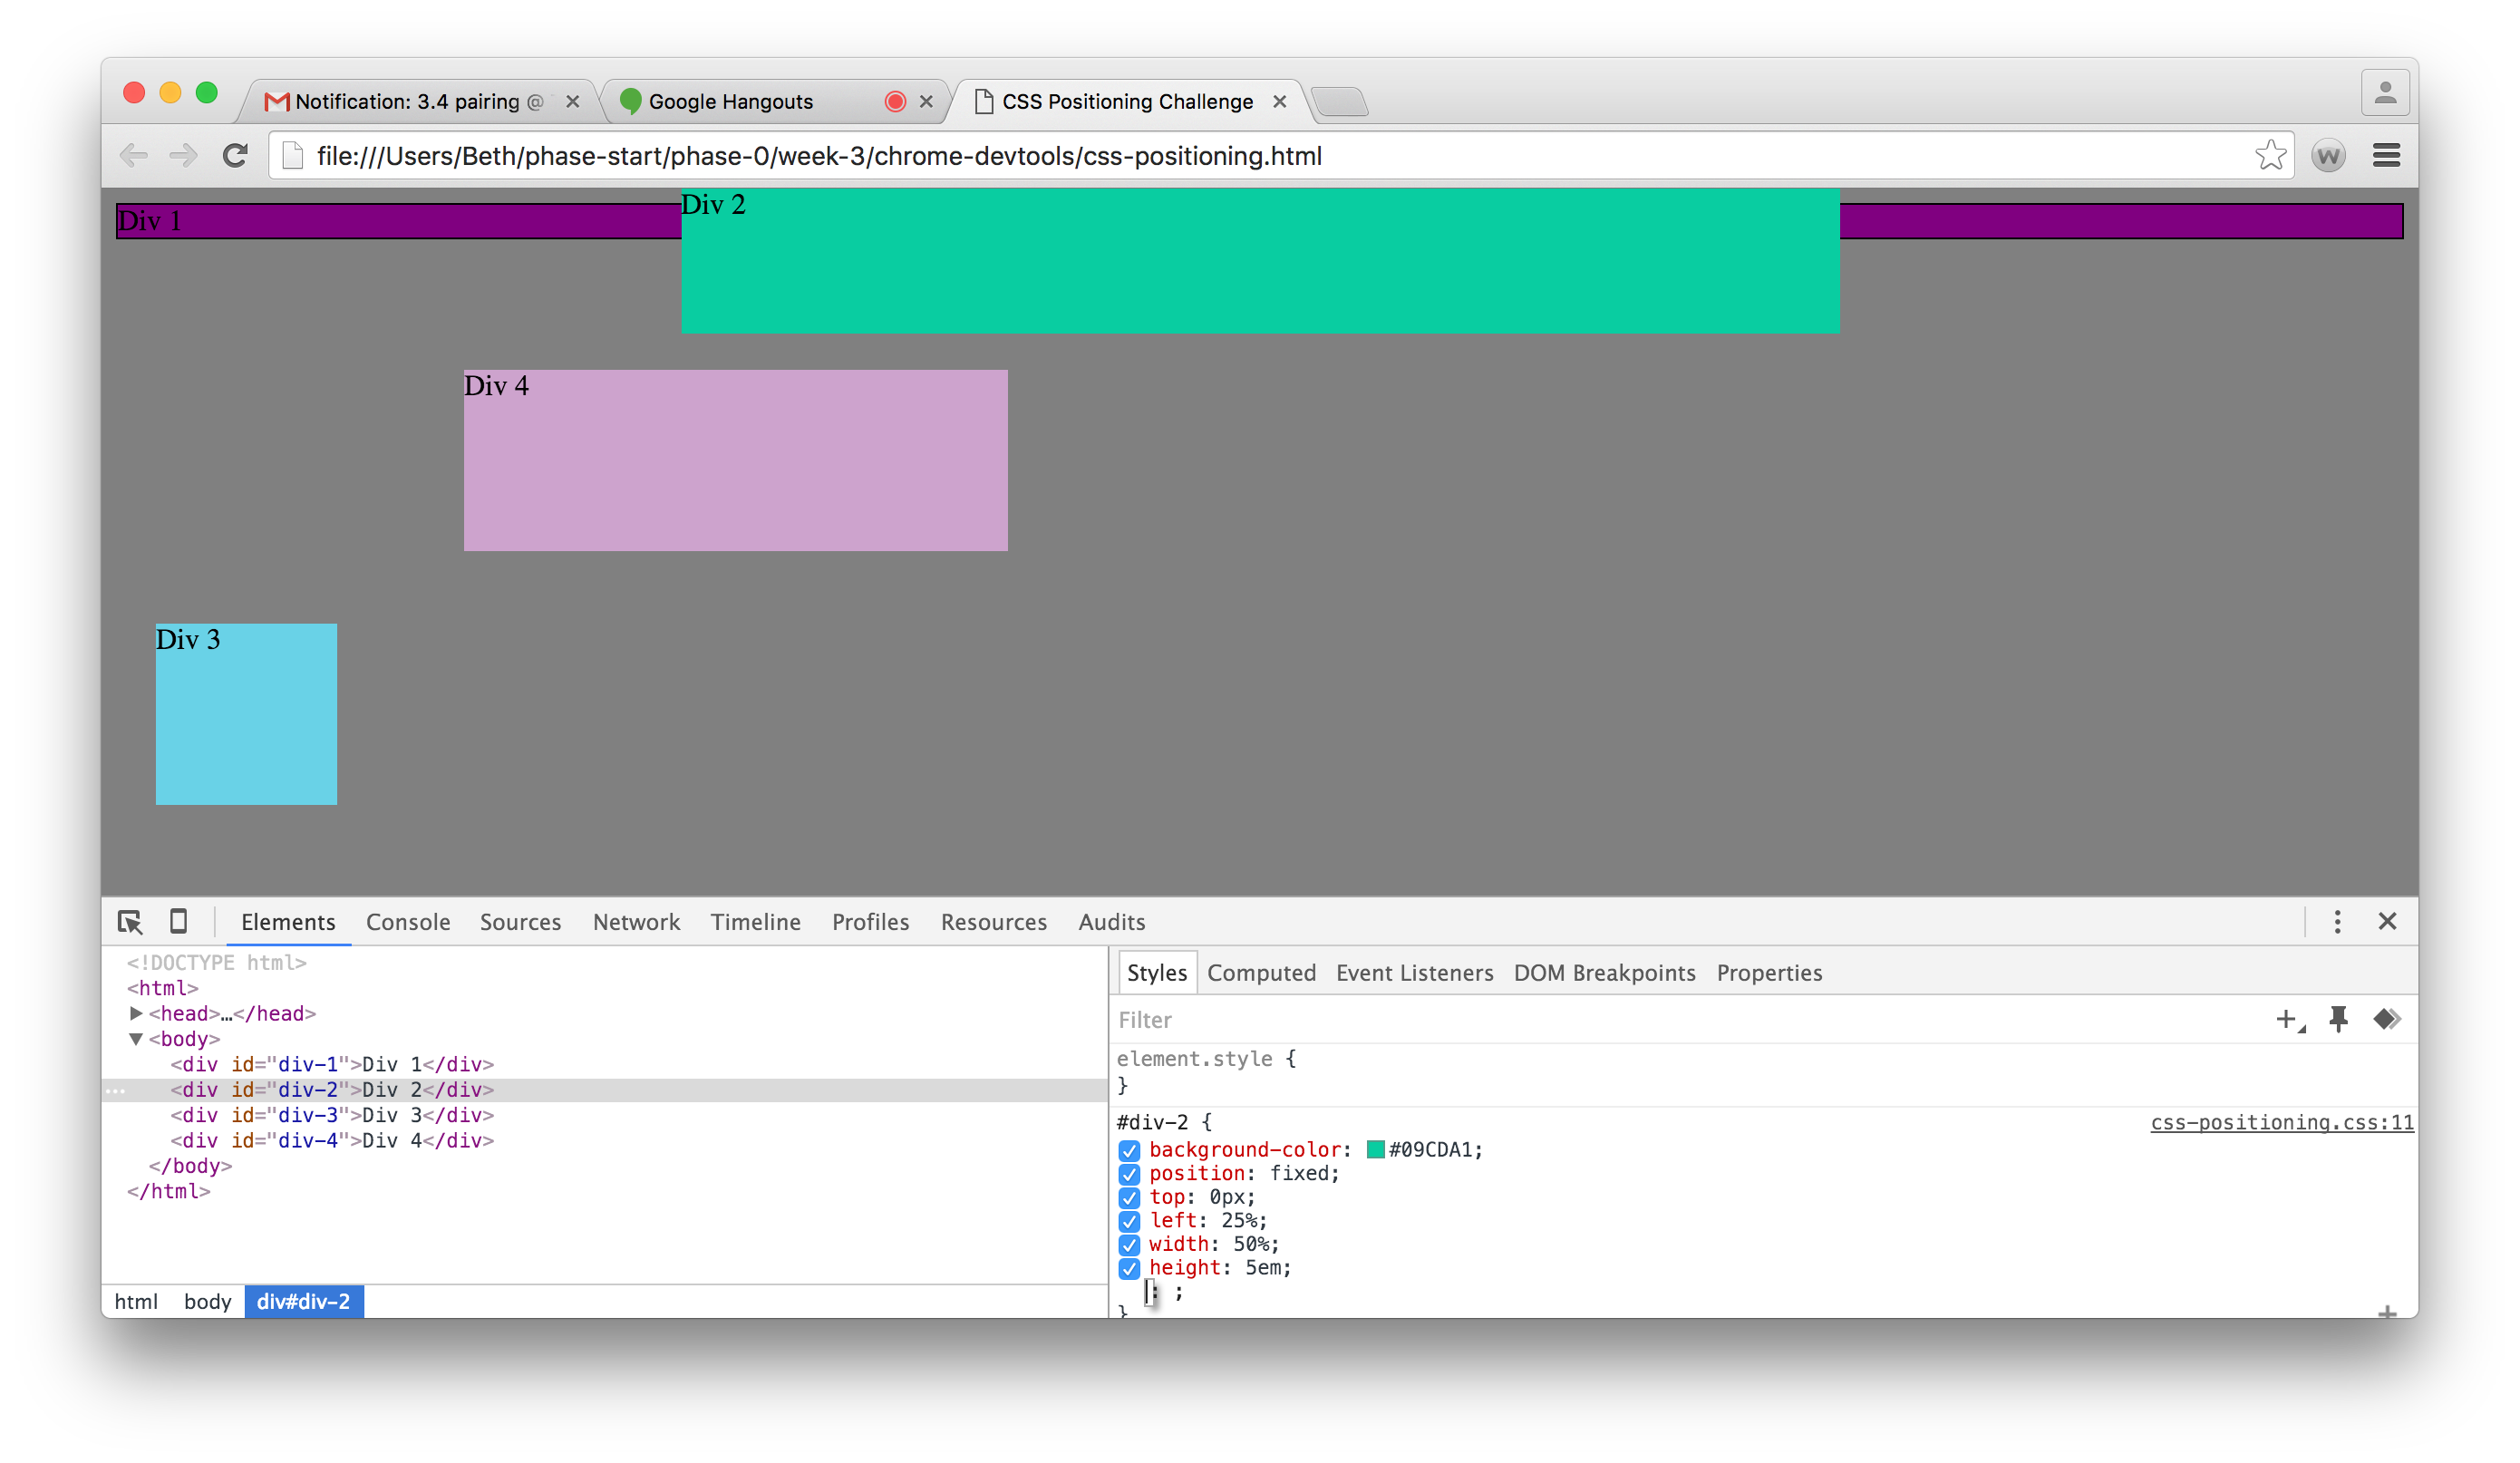 Notification: 3.4 pairing @
Google Hangouts
CSS Positioning Challenge
file:///Users/Beth/phase-start/phase-0/week-3/chrome-devtools/css-positioning.html
W
Div 1
Div 2
Div 4
Div 3
Elements Console Sources Network Timeline Profiles Resources Audits
<!DOCTYPE html>
<html>
<head>…</head>
<body>
<div id="div-1">Div 1</div>
<div id="div-2">Div 2</div>
<div id="div-3">Div 3</div>
<div id="div-4">Div 4</div>
</body>
</html>
html body div#div-2
Styles Computed Event Listeners DOM Breakpoints Properties
Filter
element.style {
}
#div-2 { css-positioning.css:11
background-color: #09CDA1;
position: fixed;
top: 0px;
left: 25%;
width: 50%;
height: 5em;
: ;
}